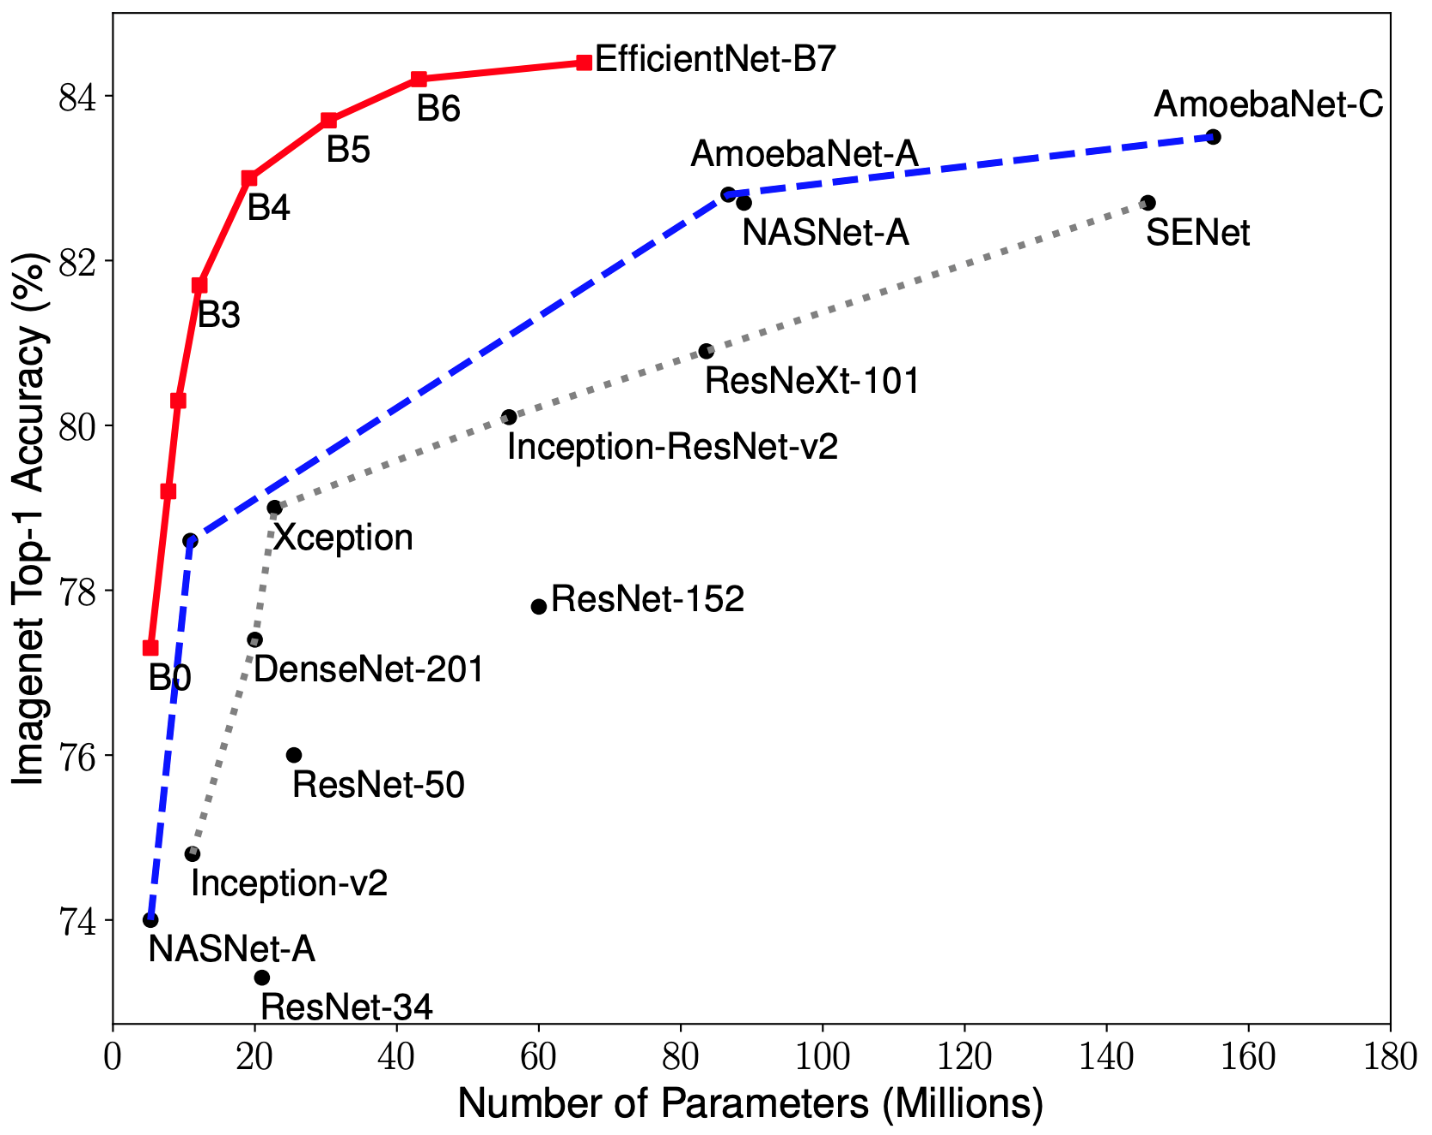 EfficientNet-B7
84
AmoebaNet-C
B6
B5
AmoebaNet-A
B4
NASNet-A
SENet
82
B3
ResNeXt-101
80
Inception-ResNet-v2
Xception
78
ResNet-152
DenseNet-201
B0
76
ResNet-50
Inception-v2
74
NASNet-A
ResNet-34
Imagenet Top-1 Accuracy (%)
0 20 40 60 80 100 120 140 160 180
Number of Parameters (Millions)